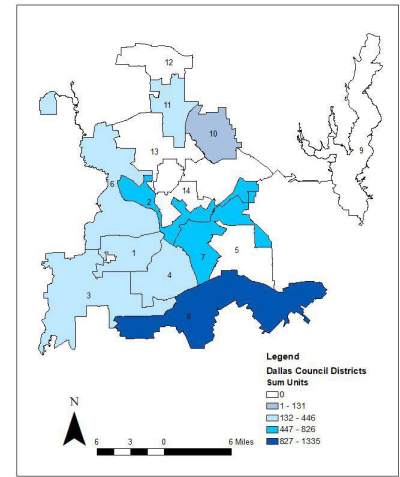 12
11
10
13
9
6
14
2
5
1
7
4
3
8
Legend
Dallas Council Districts
Sum Units
0
1 - 131
132 - 446
447 - 826
827 - 1335
N
6 3 0 6 Miles